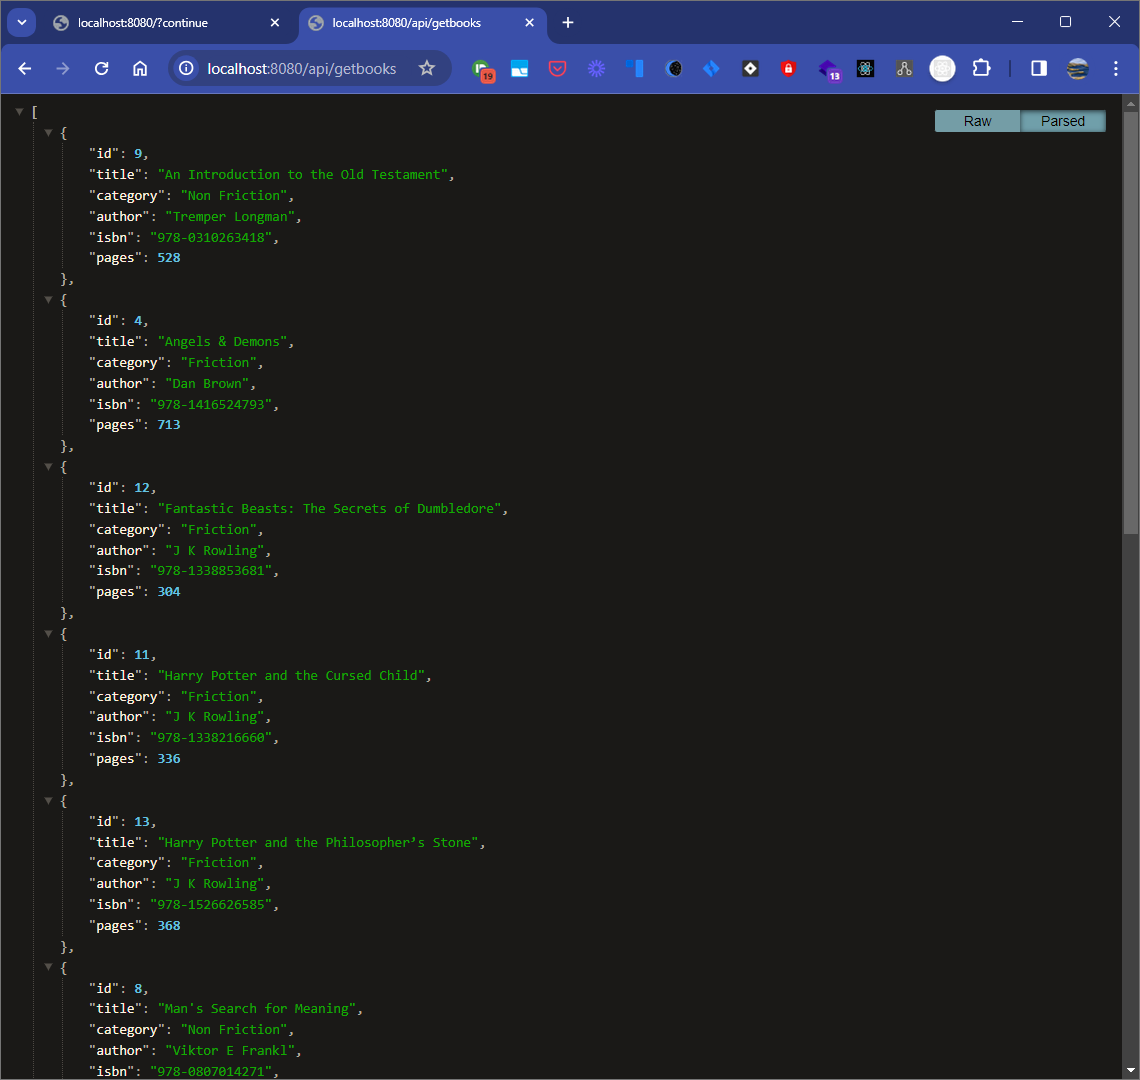 localhost:8080/?continue
localhost:8080/api/getbooks
localhost:8080/api/getbooks
19
13
Raw
Parsed
[
{
"id": 9,
"title": "An Introduction to the Old Testament",
"category": "Non Friction",
"author": "Tremper Longman",
"isbn": "978-0310263418",
"pages": 528
},
{
"id": 4,
"title": "Angels & Demons",
"category": "Friction",
"author": "Dan Brown",
"isbn": "978-1416524793",
"pages": 713
},
{
"id": 12,
"title": "Fantastic Beasts: The Secrets of Dumbledore",
"category": "Friction",
"author": "J K Rowling",
"isbn": "978-1338853681",
"pages": 304
},
{
"id": 11,
"title": "Harry Potter and the Cursed Child",
"category": "Friction",
"author": "J K Rowling",
"isbn": "978-1338216660",
"pages": 336
},
{
"id": 13,
"title": "Harry Potter and the Philosopher’s Stone",
"category": "Friction",
"author": "J K Rowling",
"isbn": "978-1526626585",
"pages": 368
},
{
"id": 8,
"title": "Man's Search for Meaning",
"category": "Non Friction",
"author": "Viktor E Frankl",
"isbn": "978-0807014271",